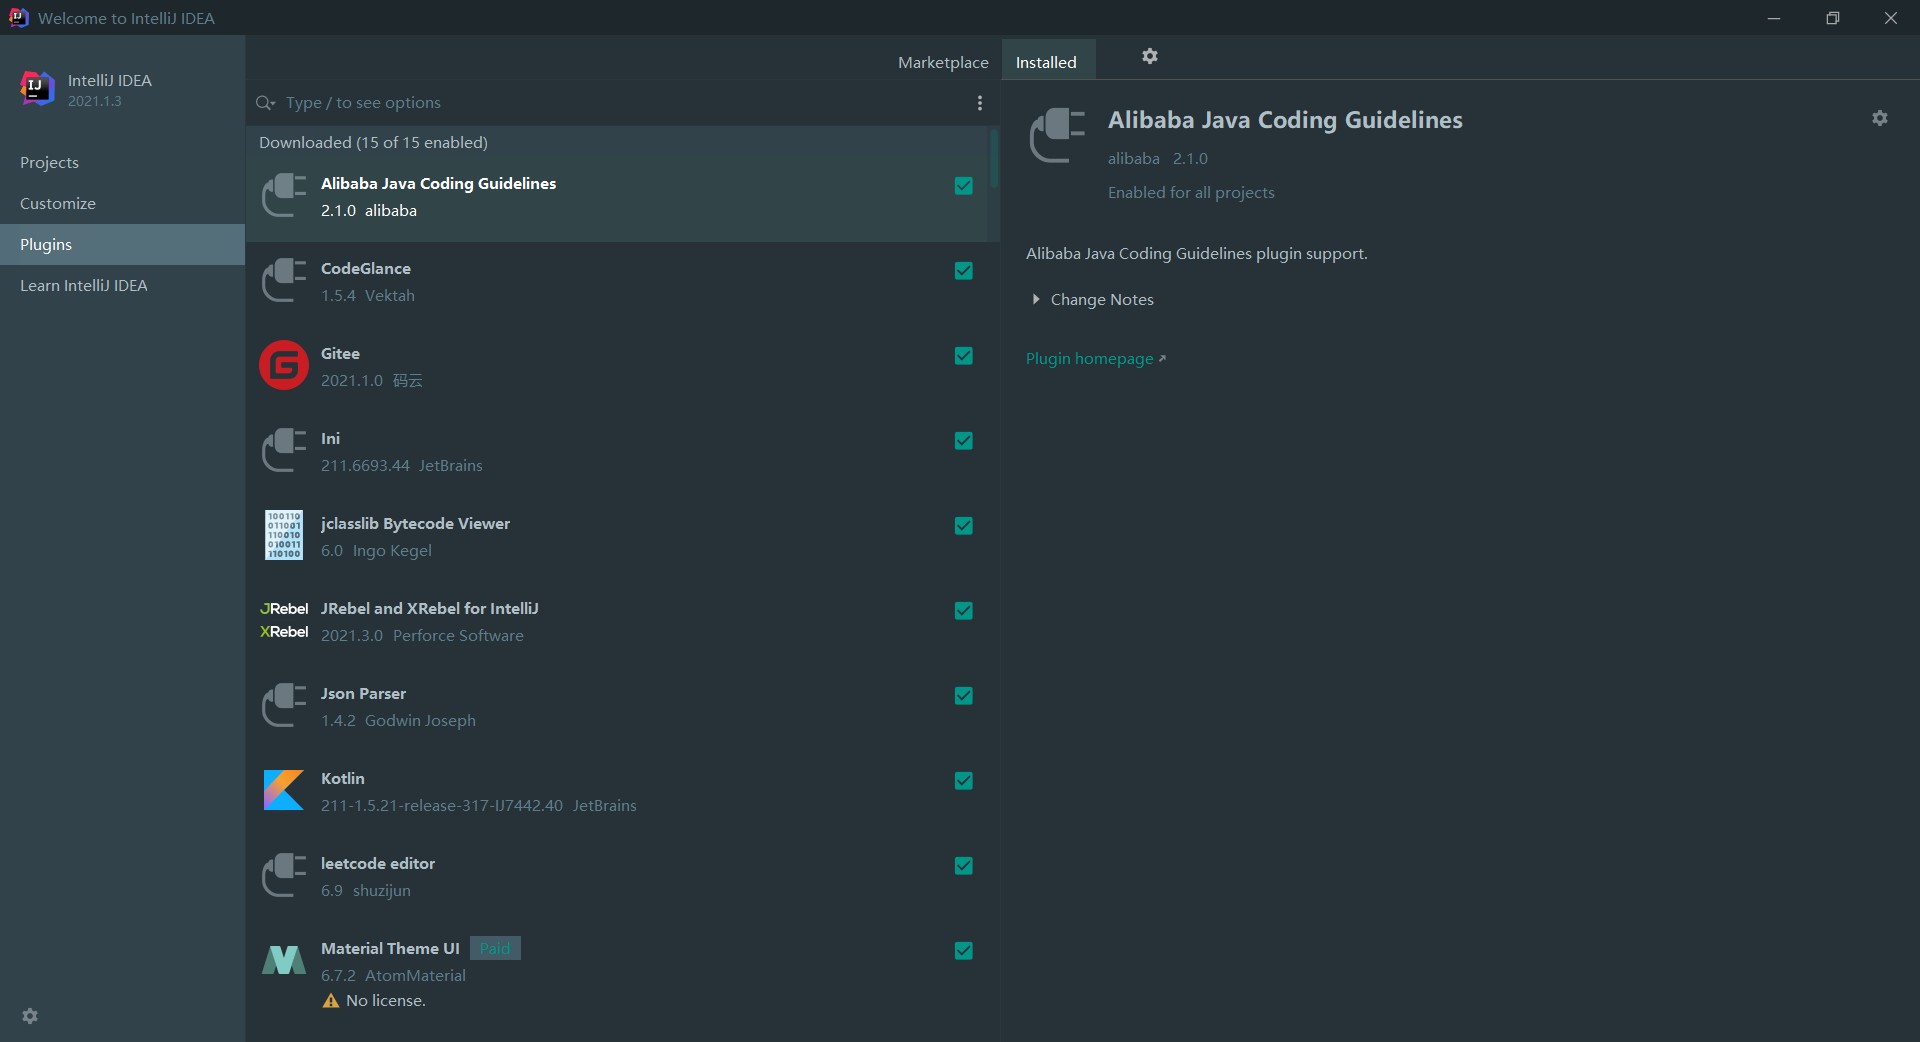 Welcome to IntelliJ IDEA
IJ
IntelliJ IDEA
2021.1.3
Projects
Customize
Plugins
Learn IntelliJ IDEA
Marketplace
Installed
Type / to see options
Downloaded (15 of 15 enabled)
Alibaba Java Coding Guidelines
2.1.0 alibaba
CodeGlance
1.5.4 Vektah
G
Gitee
2021.1.0 码云
Ini
211.6693.44 JetBrains
100110
011001
110010
010011
110100
jclasslib Bytecode Viewer
6.0 Ingo Kegel
JRebel
XRebel
JRebel and XRebel for IntelliJ
2021.3.0 Perforce Software
Json Parser
1.4.2 Godwin Joseph
Kotlin
211-1.5.21-release-317-IJ7442.40 JetBrains
leetcode editor
6.9 shuzijun
Material Theme UI Paid
6.7.2 AtomMaterial
No license.
Alibaba Java Coding Guidelines
alibaba 2.1.0
Enabled for all projects
Alibaba Java Coding Guidelines plugin support.
Change Notes
Plugin homepage